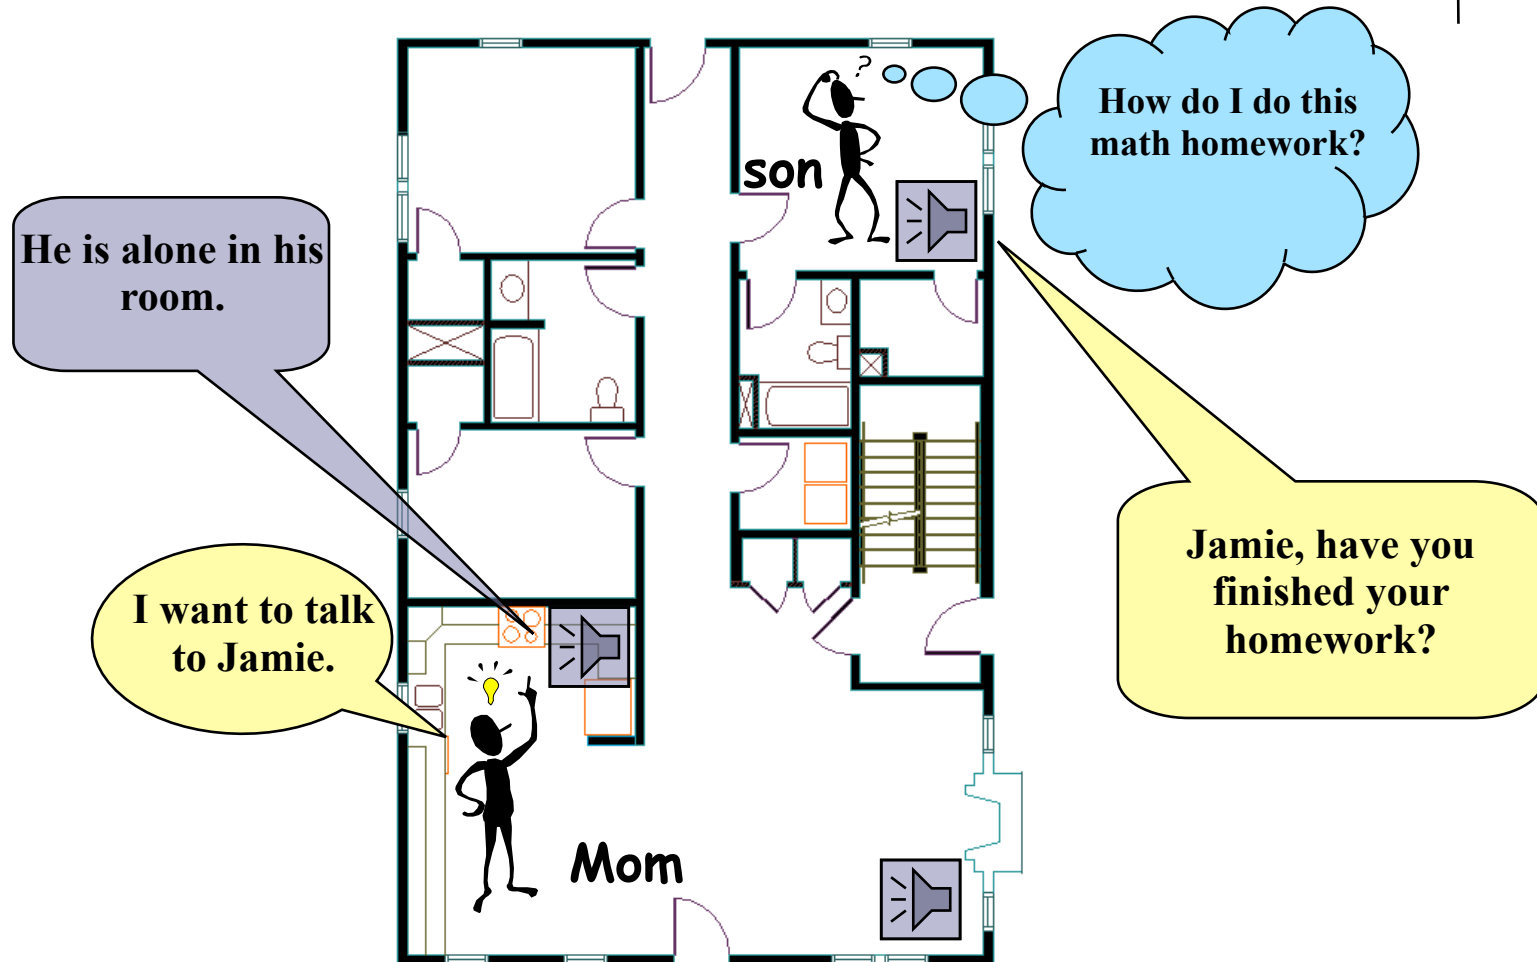 ?
How do I do this
math homework?
son
He is alone in his
room.
I want to talk
to Jamie.
Jamie, have you
finished your
homework?
Mom